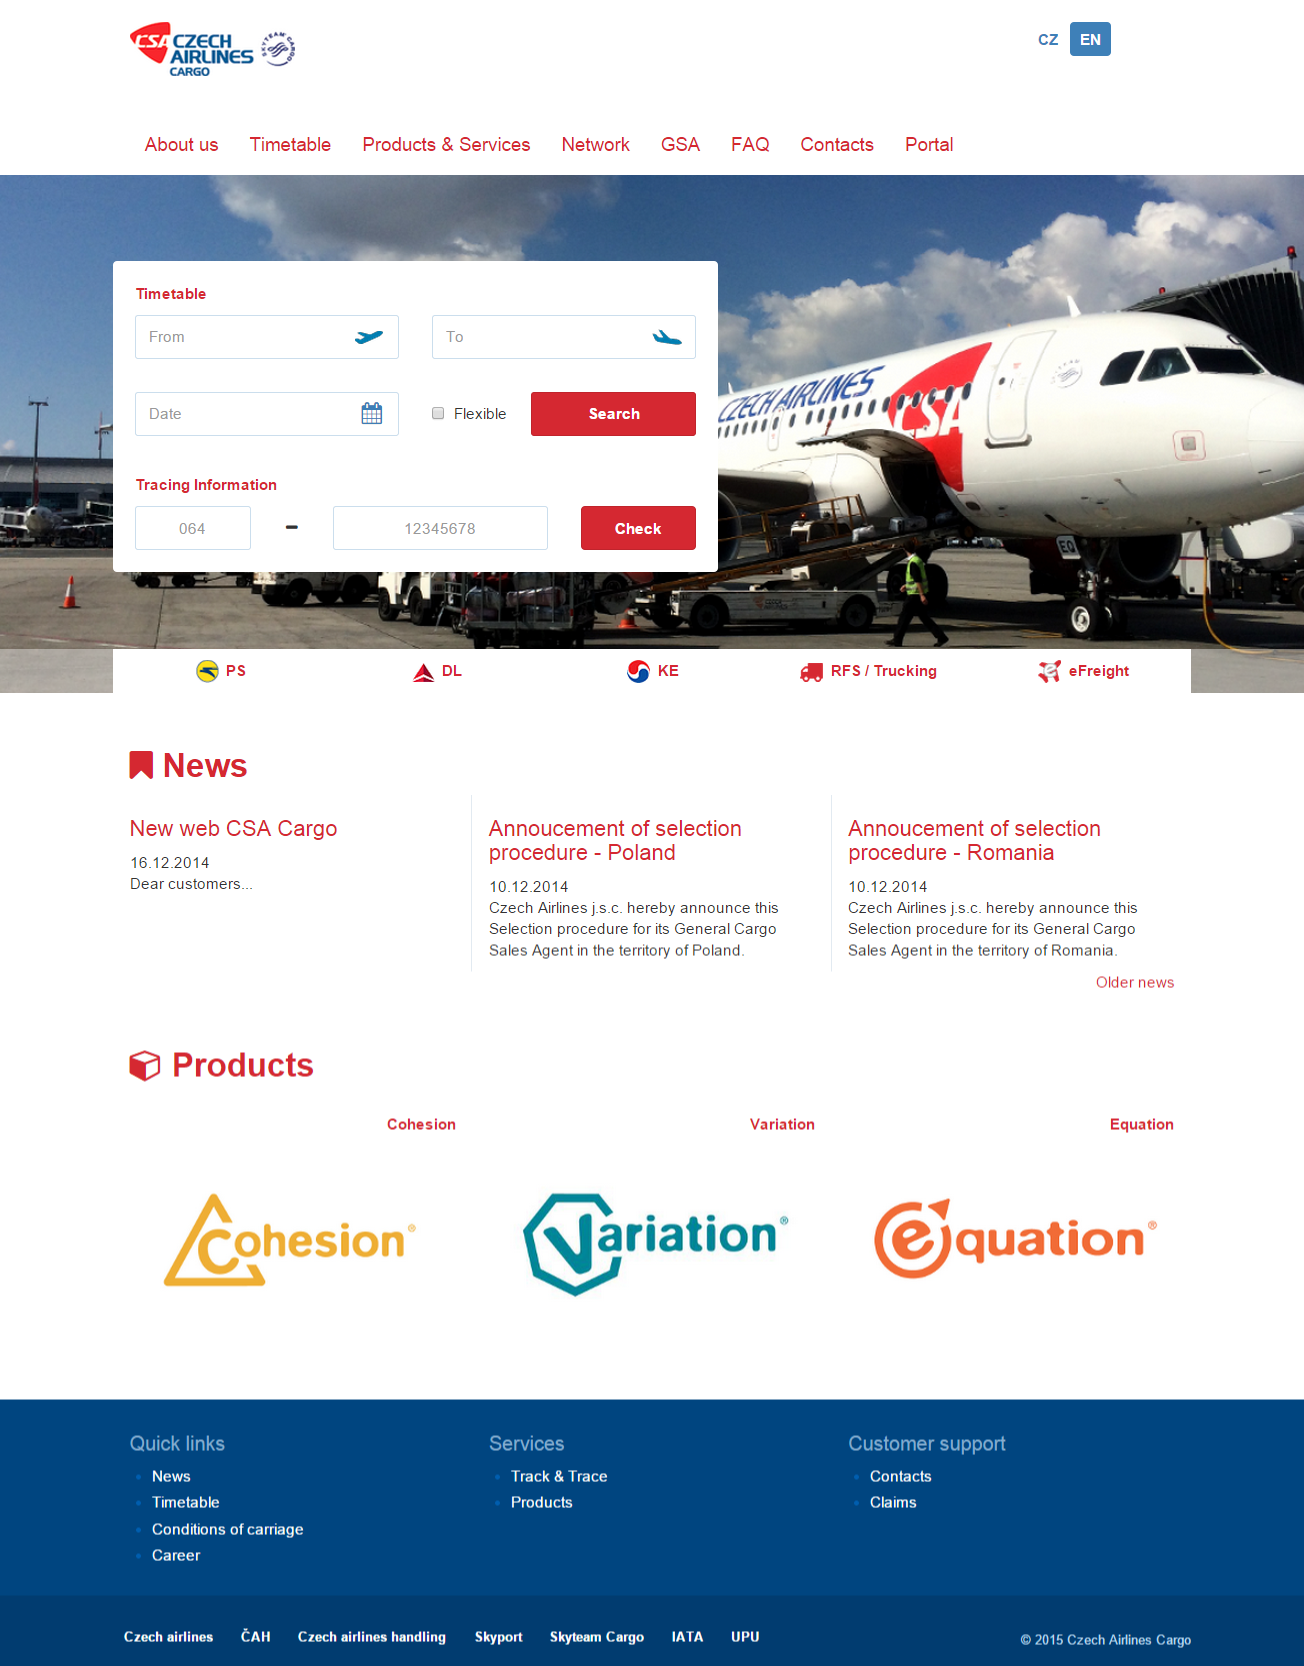 CSA CZECH
AIRLINES
CARGO
SKYTEAM CARGO
CZ EN
About us Timetable Products & Services Network GSA FAQ Contacts Portal
Timetable
From To
Date Flexible Search
Tracing Information
064 – 12345678 Check
CZECH AIRLINES
CSA
SKYTEAM
EQ
PS DL KE RFS / Trucking eFreight
News
New web CSA Cargo
16.12.2014
Dear customers...
Annoucement of selection
procedure - Poland
10.12.2014
Czech Airlines j.s.c. hereby announce this
Selection procedure for its General Cargo
Sales Agent in the territory of Poland.
Annoucement of selection
procedure - Romania
10.12.2014
Czech Airlines j.s.c. hereby announce this
Selection procedure for its General Cargo
Sales Agent in the territory of Romania.
Older news
Products
Cohesion Variation Equation
Cohesion® Variation® equation®
Quick links
News
Timetable
Conditions of carriage
Career
Services
Track & Trace
Products
Customer support
Contacts
Claims
Czech airlines ČAH Czech airlines handling Skyport Skyteam Cargo IATA UPU
© 2015 Czech Airlines Cargo